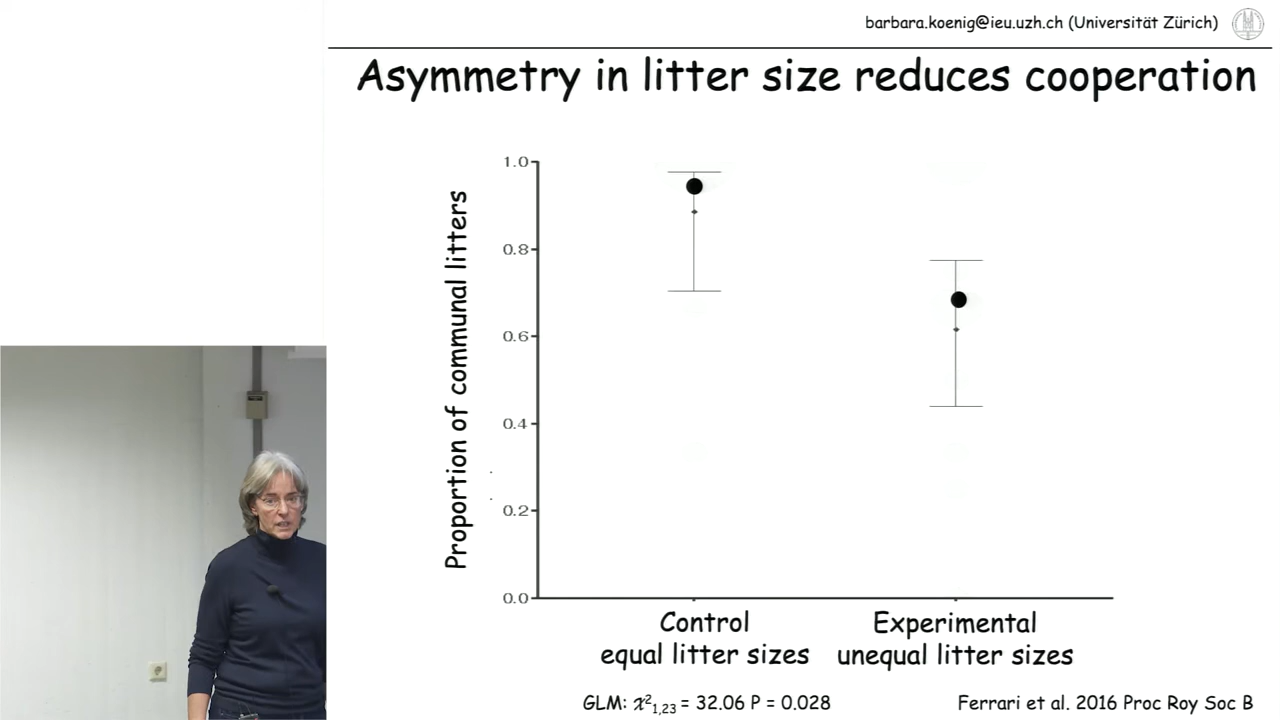 barbara.koenig@ieu.uzh.ch (Universität Zürich)
Asymmetry in litter size reduces cooperation
Proportion of communal litters
1.0
0.8
0.6
0.4
0.2
0.0
Control
equal litter sizes
Experimental
unequal litter sizes
GLM: χ²₁,₂₃ = 32.06 P = 0.028
Ferrari et al. 2016 Proc Roy Soc B